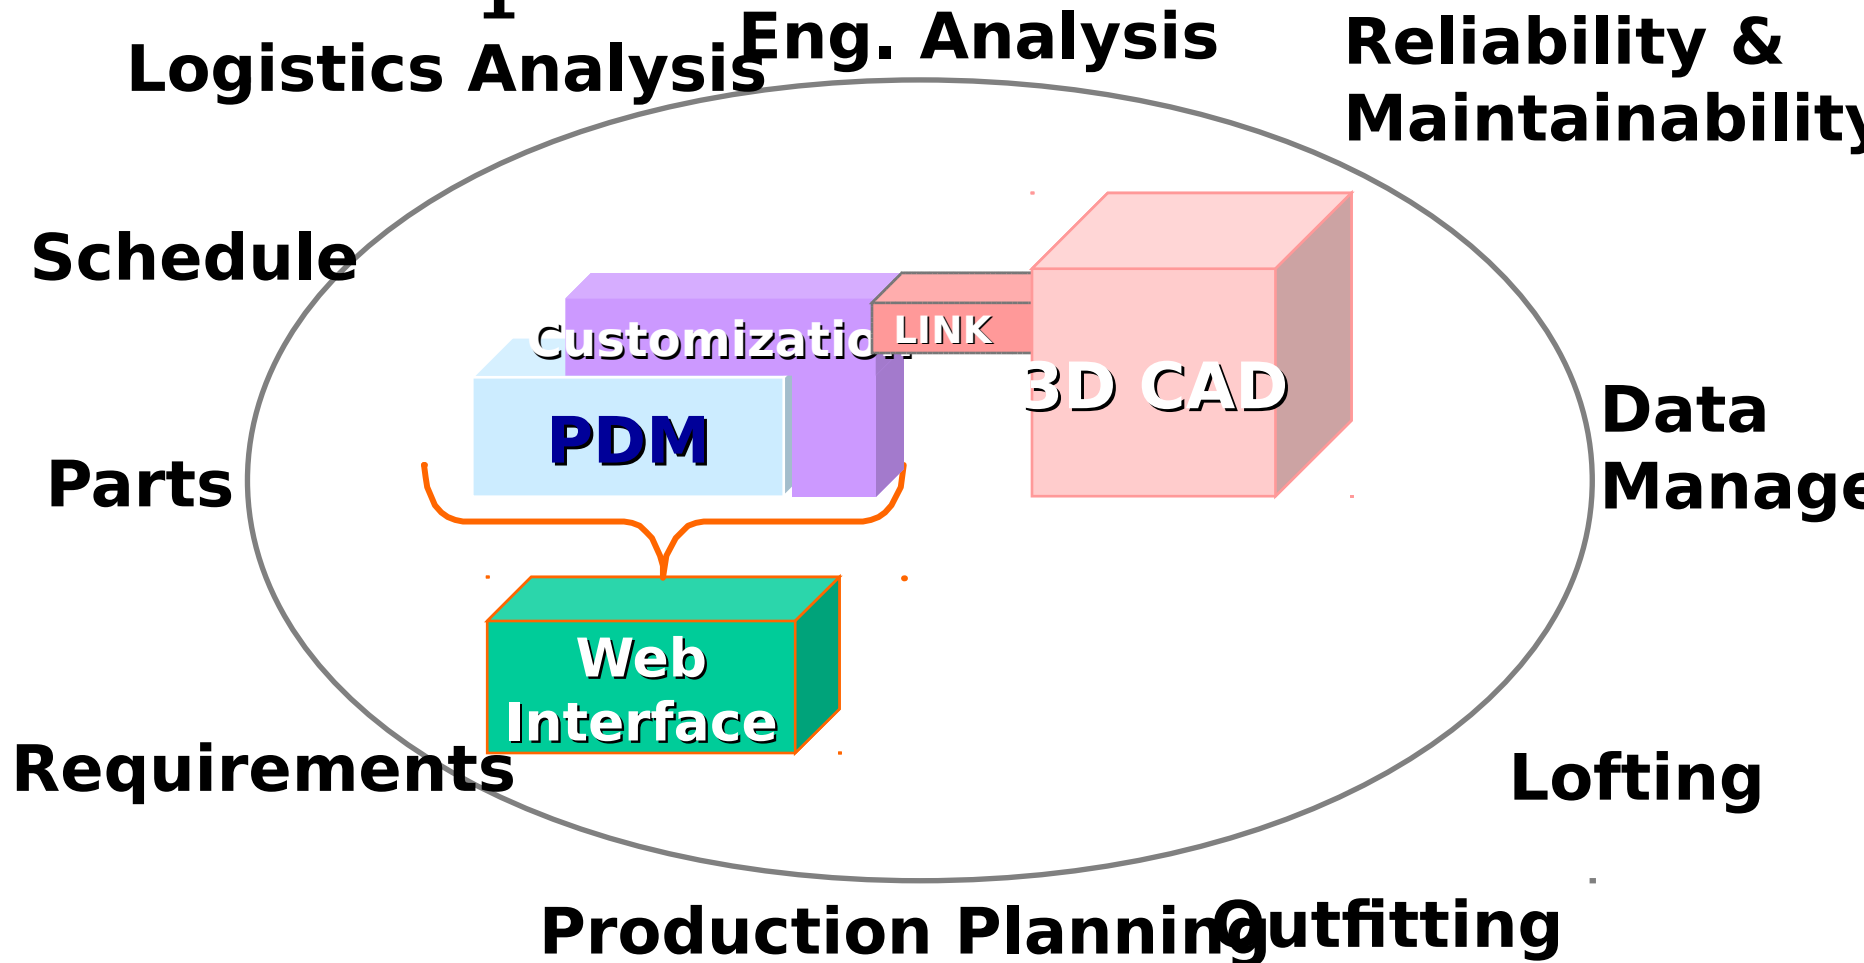 Logistics Analysis
Eng. Analysis
Reliability &
Maintainability
Schedule
Customization
LINK
3D CAD
PDM
Data
Manage
Parts
Web
Interface
Requirements
Lofting
Production Planning
Outfitting